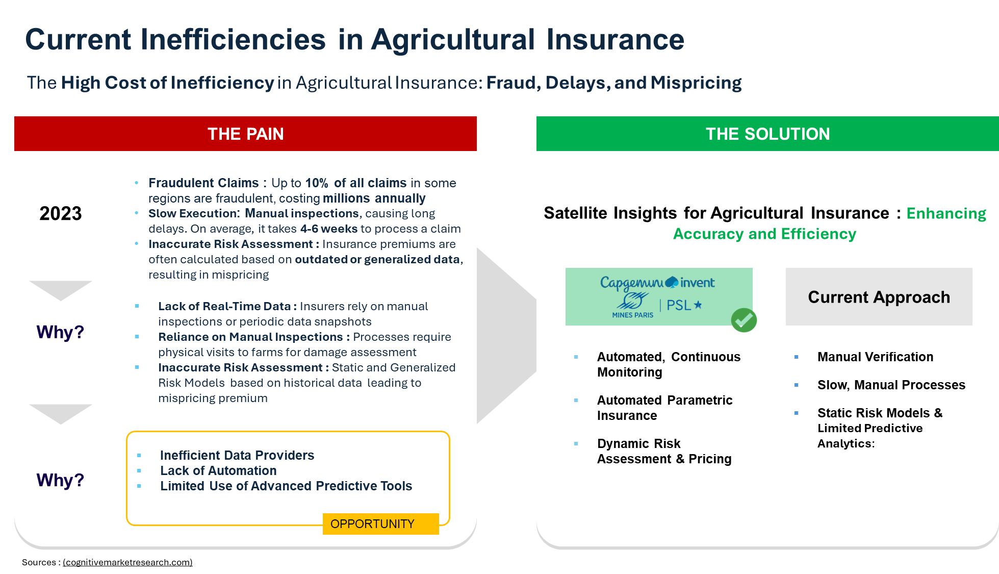 Current Inefficiencies in Agricultural Insurance
The High Cost of Inefficiency in Agricultural Insurance: Fraud, Delays, and Mispricing
THE PAIN
2023
• Fraudulent Claims : Up to 10% of all claims in some
regions are fraudulent, costing millions annually
• Slow Execution: Manual inspections, causing long
delays. On average, it takes 4-6 weeks to process a claim
• Inaccurate Risk Assessment : Insurance premiums are
often calculated based on outdated or generalized data,
resulting in mispricing
Why?
▪ Lack of Real-Time Data : Insurers rely on manual
inspections or periodic data snapshots
▪ Reliance on Manual Inspections : Processes require
physical visits to farms for damage assessment
▪ Inaccurate Risk Assessment : Static and Generalized
Risk Models based on historical data leading to
mispricing premium
Why?
▪ Inefficient Data Providers
▪ Lack of Automation
▪ Limited Use of Advanced Predictive Tools
OPPORTUNITY
THE SOLUTION
Satellite Insights for Agricultural Insurance : Enhancing
Accuracy and Efficiency
Capgemini invent
MINES PARIS | PSL
▪ Automated, Continuous
Monitoring
▪ Automated Parametric
Insurance
▪ Dynamic Risk
Assessment & Pricing
Current Approach
▪ Manual Verification
▪ Slow, Manual Processes
▪ Static Risk Models &
Limited Predictive
Analytics:
Sources : (cognitivemarketresearch.com)